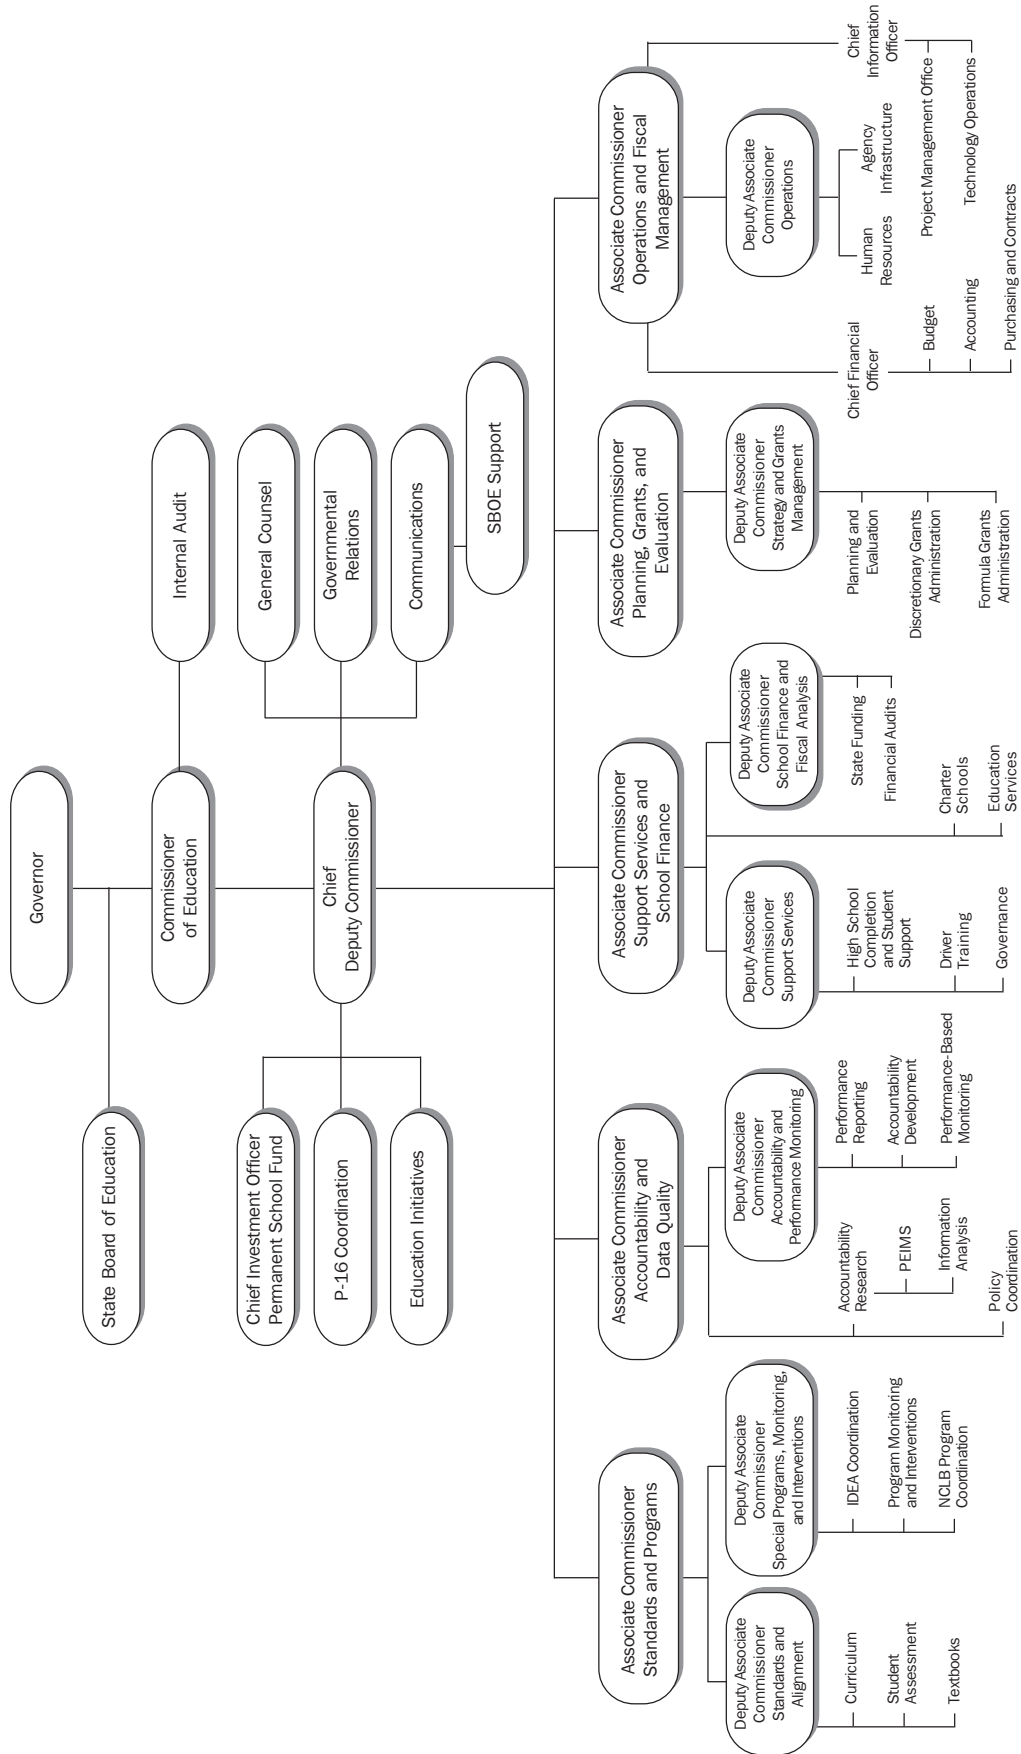 Governor
State Board of Education
Commissioner
of Education
Internal Audit
Chief
Deputy Commissioner
Chief Investment Officer
Permanent School Fund
P-16 Coordination
Education Initiatives
General Counsel
Governmental
Relations
Communications
SBOE Support
Associate Commissioner
Standards and Programs
Deputy Associate
Commissioner
Standards and
Alignment
Curriculum
Student
Assessment
Textbooks
Deputy Associate
Commissioner
Special Programs, Monitoring,
and Interventions
IDEA Coordination
Program Monitoring
and Interventions
NCLB Program
Coordination
Associate Commissioner
Accountability and
Data Quality
Accountability
Research
PEIMS
Information
Analysis
Policy
Coordination
Deputy Associate
Commissioner
Accountability and
Performance Monitoring
Performance
Reporting
Accountability
Development
Performance-Based
Monitoring
Associate Commissioner
Support Services and
School Finance
Deputy Associate
Commissioner
Support Services
High School
Completion
and Student
Support
Driver
Training
Governance
Charter
Schools
Education
Services
Deputy Associate
Commissioner
School Finance and
Fiscal Analysis
State Funding
Financial Audits
Associate Commissioner
Planning, Grants, and
Evaluation
Deputy Associate
Commissioner
Strategy and Grants
Management
Planning and
Evaluation
Discretionary Grants
Administration
Formula Grants
Administration
Associate Commissioner
Operations and Fiscal
Management
Chief Financial
Officer
Budget
Accounting
Purchasing and Contracts
Deputy Associate
Commissioner
Operations
Human
Resources
Agency
Infrastructure
Chief
Information
Officer
Project Management Office
Technology Operations